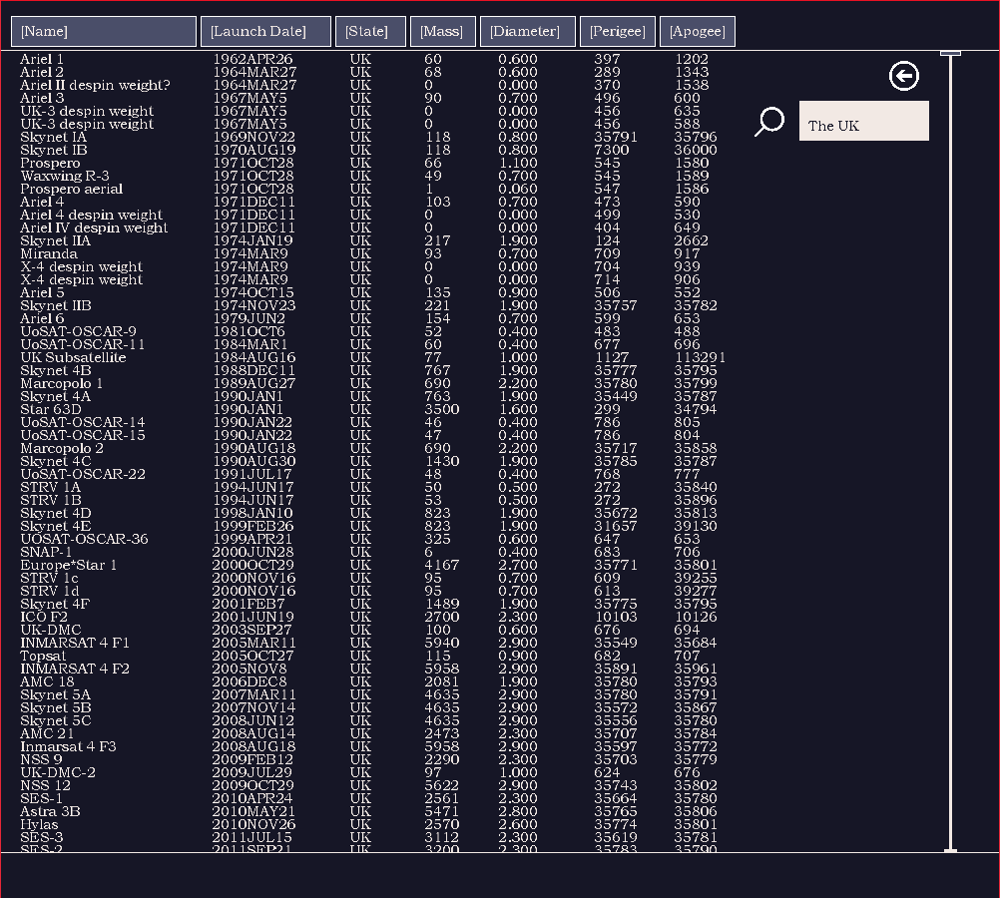 [Name] [Launch Date] [State] [Mass] [Diameter] [Perigee] [Apogee]
Ariel 1 1962APR26 UK 60 0.600 397 1202
Ariel 2 1964MAR27 UK 68 0.600 289 1343
Ariel II despin weight? 1964MAR27 UK 0 0.000 370 1538
Ariel 3 1967MAY5 UK 90 0.700 496 600
UK-3 despin weight 1967MAY5 UK 0 0.000 456 635
UK-3 despin weight 1967MAY5 UK 0 0.000 456 588
The UK
Skynet IA 1969NOV22 UK 118 0.800 35791 35796
Skynet IB 1970AUG19 UK 118 0.800 7300 36000
Prospero 1971OCT28 UK 66 1.100 545 1580
Waxwing R-3 1971OCT28 UK 49 0.700 545 1589
Prospero aerial 1971OCT28 UK 1 0.060 547 1586
Ariel 4 1971DEC11 UK 103 0.700 473 590
Ariel 4 despin weight 1971DEC11 UK 0 0.000 499 530
Ariel IV despin weight 1971DEC11 UK 0 0.000 404 649
Skynet IIA 1974JAN19 UK 217 1.900 124 2662
Miranda 1974MAR9 UK 93 0.700 709 917
X-4 despin weight 1974MAR9 UK 0 0.000 704 939
X-4 despin weight 1974MAR9 UK 0 0.000 714 906
Ariel 5 1974OCT15 UK 135 0.900 506 552
Skynet IIB 1974NOV23 UK 221 1.900 35757 35782
Ariel 6 1979JUN2 UK 154 0.700 599 653
UoSAT-OSCAR-9 1981OCT6 UK 52 0.400 483 488
UoSAT-OSCAR-11 1984MAR1 UK 60 0.400 677 696
UK Subsatellite 1984AUG16 UK 77 1.000 1127 113291
Skynet 4B 1988DEC11 UK 767 1.900 35777 35795
Marcopolo 1 1989AUG27 UK 690 2.200 35780 35799
Skynet 4A 1990JAN1 UK 763 1.900 35449 35787
Star 63D 1990JAN1 UK 3500 1.600 299 34794
UoSAT-OSCAR-14 1990JAN22 UK 46 0.400 786 805
UoSAT-OSCAR-15 1990JAN22 UK 47 0.400 786 804
Marcopolo 2 1990AUG18 UK 690 2.200 35717 35858
Skynet 4C 1990AUG30 UK 1430 1.900 35785 35787
UoSAT-OSCAR-22 1991JUL17 UK 48 0.400 768 777
STRV 1A 1994JUN17 UK 50 0.500 272 35840
STRV 1B 1994JUN17 UK 53 0.500 272 35896
Skynet 4D 1998JAN10 UK 823 1.900 35672 35813
Skynet 4E 1999FEB26 UK 823 1.900 31657 39130
UOSAT-OSCAR-36 1999APR21 UK 325 0.600 647 653
SNAP-1 2000JUN28 UK 6 0.400 683 706
Europe*Star 1 2000OCT29 UK 4167 2.700 35771 35801
STRV 1c 2000NOV16 UK 95 0.700 609 39255
STRV 1d 2000NOV16 UK 95 0.700 613 39277
Skynet 4F 2001FEB7 UK 1489 1.900 35775 35795
ICO F2 2001JUN19 UK 2700 2.300 10103 10126
UK-DMC 2003SEP27 UK 100 0.600 676 694
INMARSAT 4 F1 2005MAR11 UK 5940 2.900 35549 35684
Topsat 2005OCT27 UK 115 0.900 682 707
INMARSAT 4 F2 2005NOV8 UK 5958 2.900 35891 35961
AMC 18 2006DEC8 UK 2081 1.900 35780 35793
Skynet 5A 2007MAR11 UK 4635 2.900 35780 35791
Skynet 5B 2007NOV14 UK 4635 2.900 35572 35867
Skynet 5C 2008JUN12 UK 4635 2.900 35556 35780
AMC 21 2008AUG14 UK 2473 2.300 35707 35784
Inmarsat 4 F3 2008AUG18 UK 5958 2.900 35597 35772
NSS 9 2009FEB12 UK 2290 2.300 35703 35779
UK-DMC-2 2009JUL29 UK 97 1.000 624 676
NSS 12 2009OCT29 UK 5622 2.900 35743 35802
SES-1 2010APR24 UK 2561 2.300 35664 35780
Astra 3B 2010MAY21 UK 5471 2.800 35765 35806
Hylas 2010NOV26 UK 2570 2.600 35774 35801
SES-3 2011JUL15 UK 3112 2.300 35619 35781
SES-2 2011SEP21 UK 3200 2.300 35783 35790